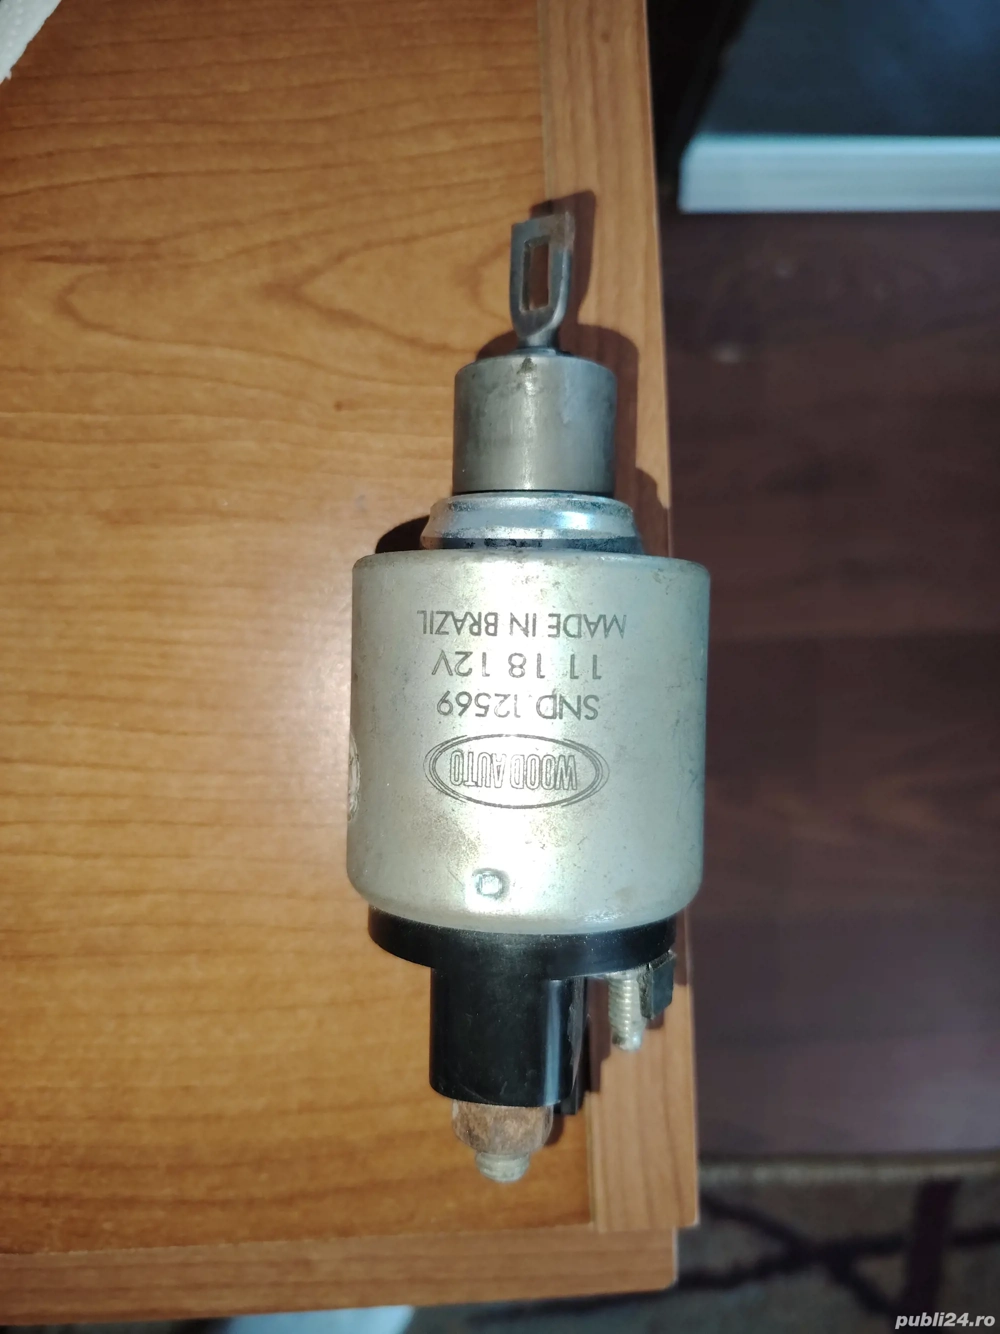 WOODAUTO
SND 12569
11 18 12V
MADE IN BRAZIL
publi24.ro